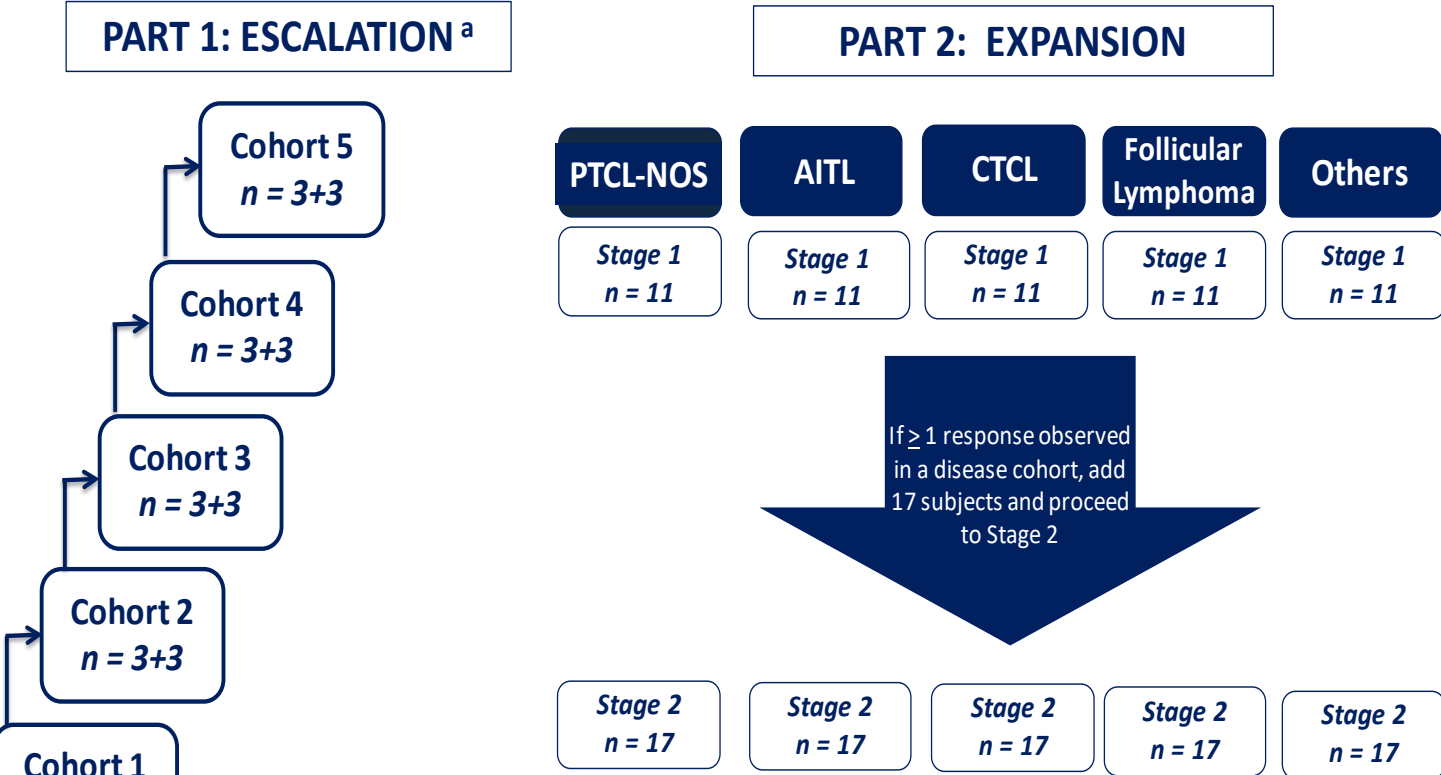 PART 1: ESCALATION a
Cohort 5
n = 3+3
Cohort 4
n = 3+3
Cohort 3
n = 3+3
Cohort 2
n = 3+3
Cohort 1
PART 2: EXPANSION
PTCL-NOS
AITL
CTCL
Follicular
Lymphoma
Others
Stage 1
n = 11
Stage 1
n = 11
Stage 1
n = 11
Stage 1
n = 11
Stage 1
n = 11
If ≥ 1 response observed
in a disease cohort, add
17 subjects and proceed
to Stage 2
Stage 2
n = 17
Stage 2
n = 17
Stage 2
n = 17
Stage 2
n = 17
Stage 2
n = 17